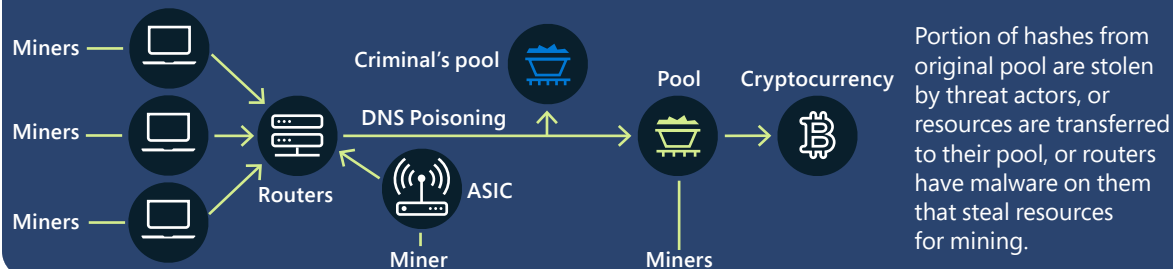 Miners
Miners
Miners
Routers
Criminal's pool
DNS Poisoning
ASIC
Miner
Pool
Miners
Cryptocurrency
Portion of hashes from
original pool are stolen
by threat actors, or
resources are transferred
to their pool, or routers
have malware on them
that steal resources
for mining.